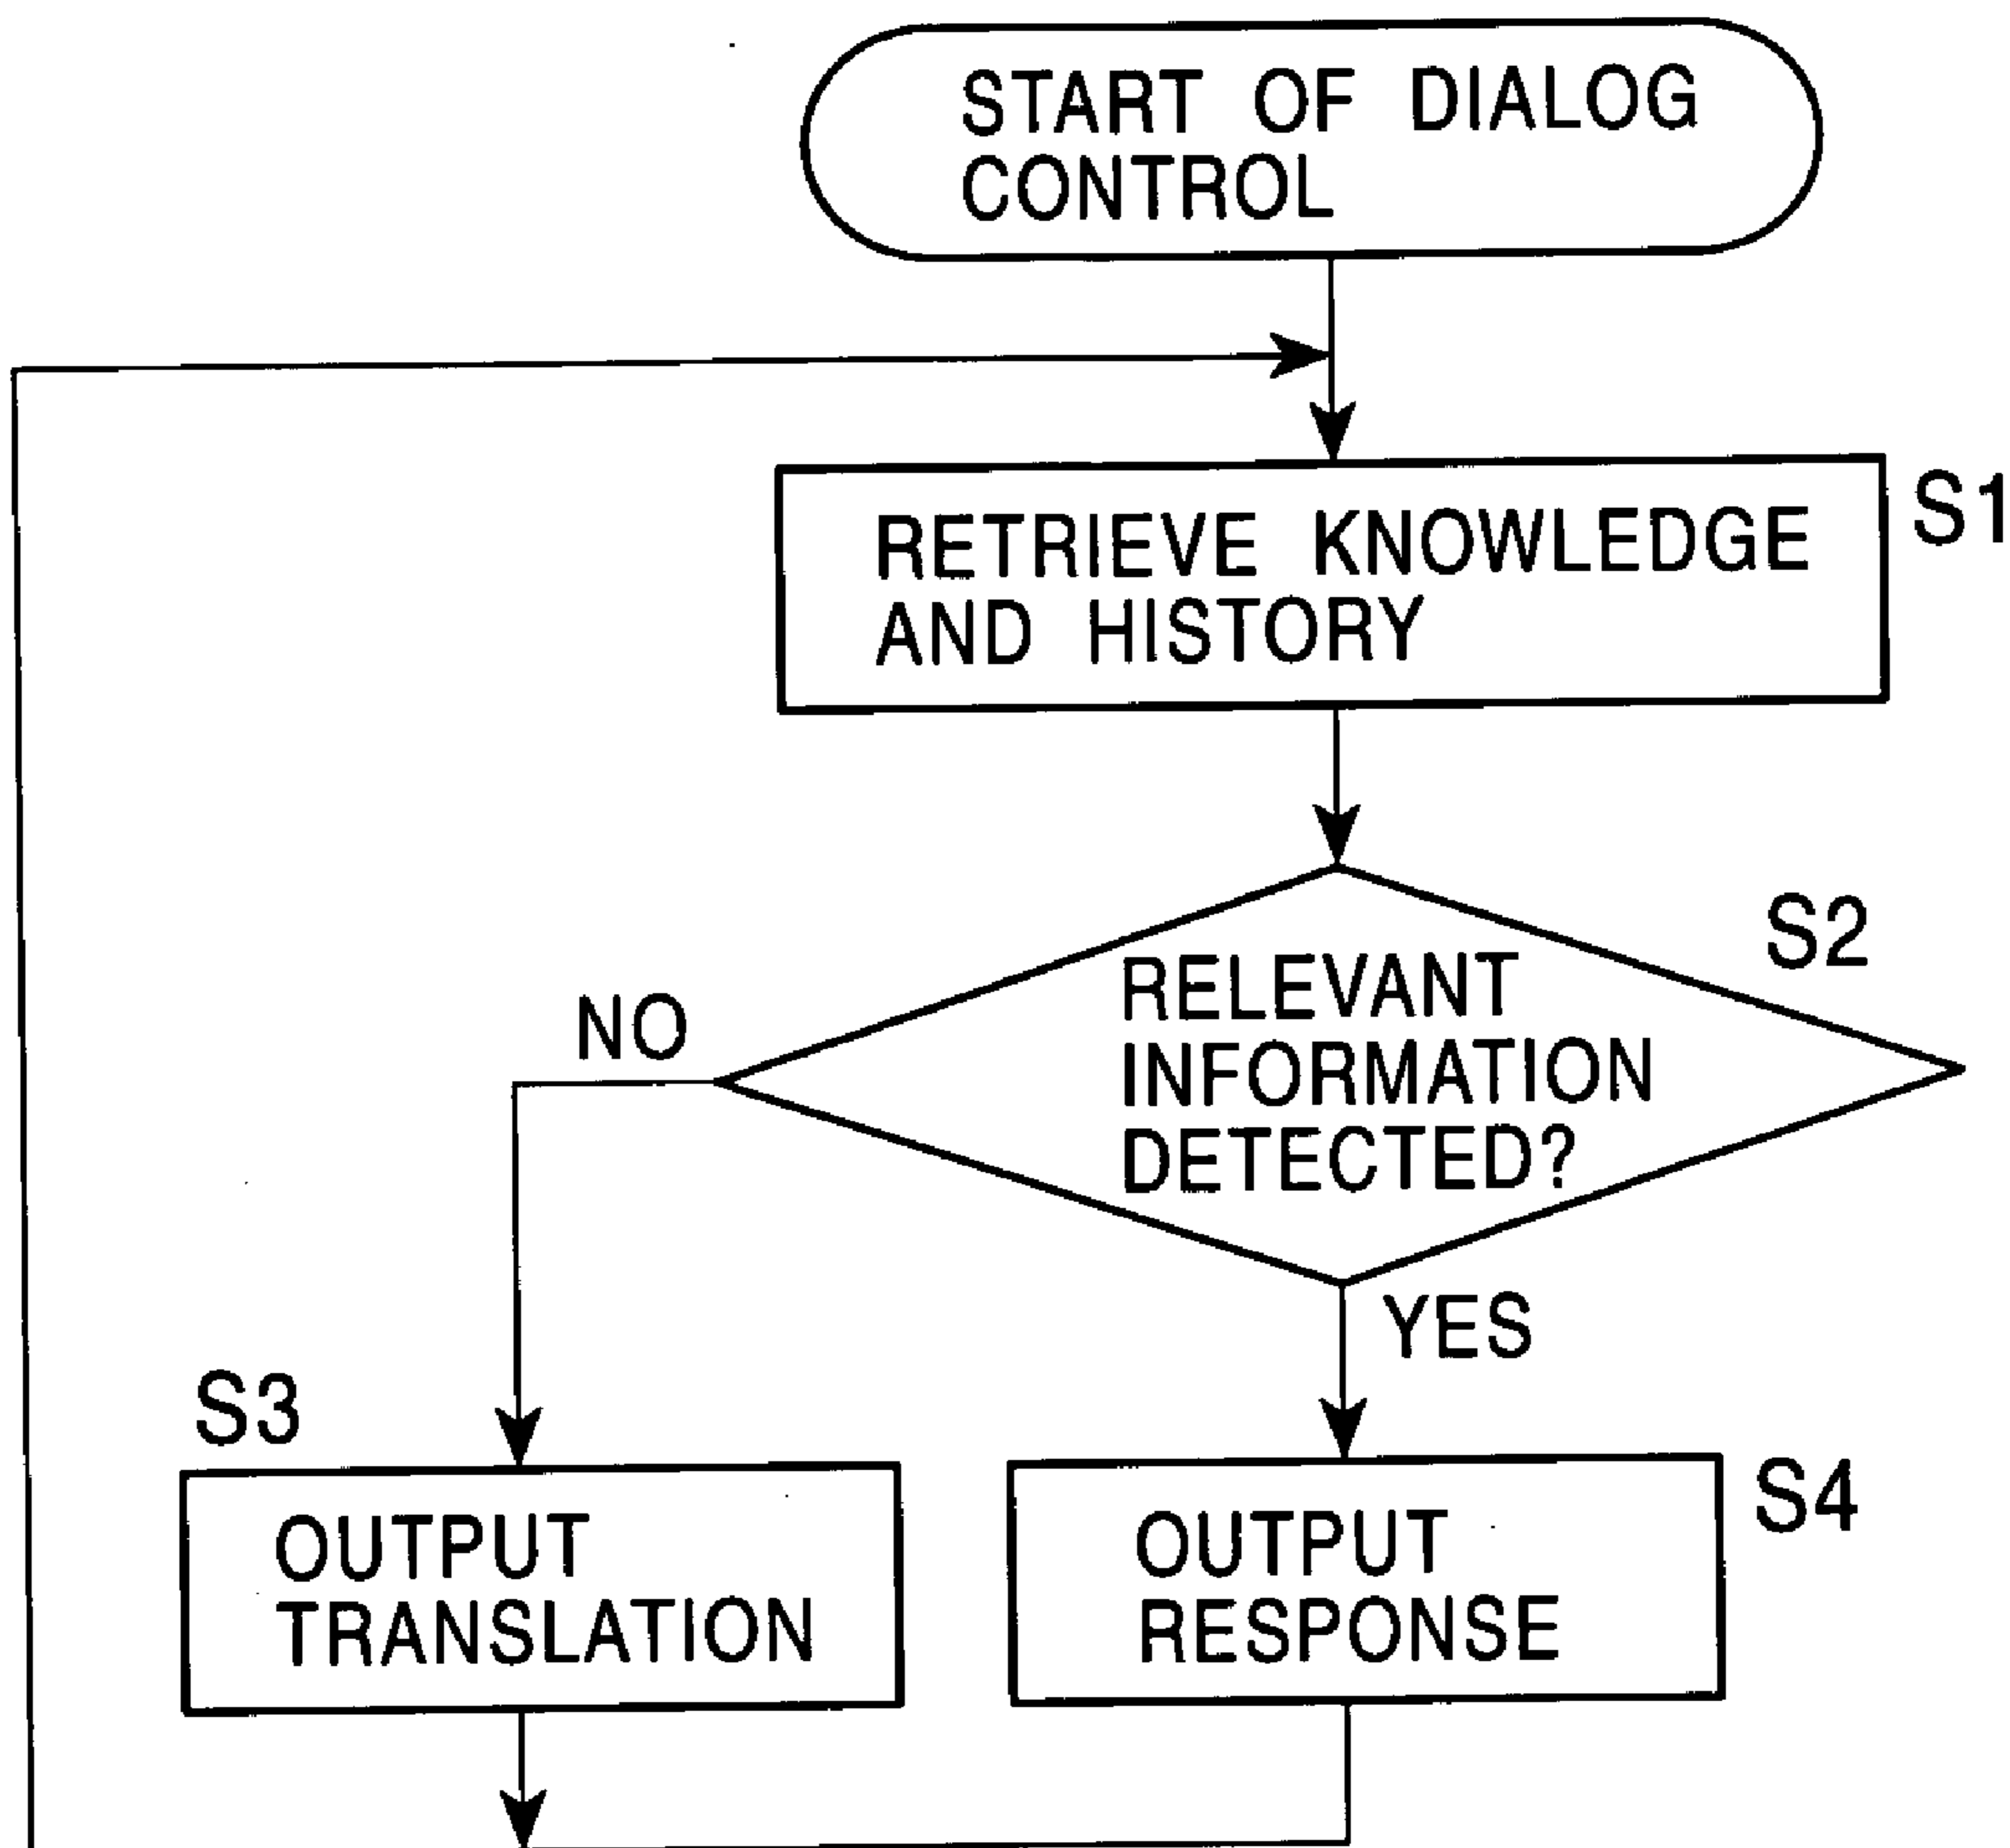 START OF DIALOG
CONTROL
RETRIEVE KNOWLEDGE
AND HISTORY
S1
S2
RELEVANT
INFORMATION
DETECTED?
NO
YES
S3
OUTPUT
TRANSLATION
OUTPUT
RESPONSE
S4